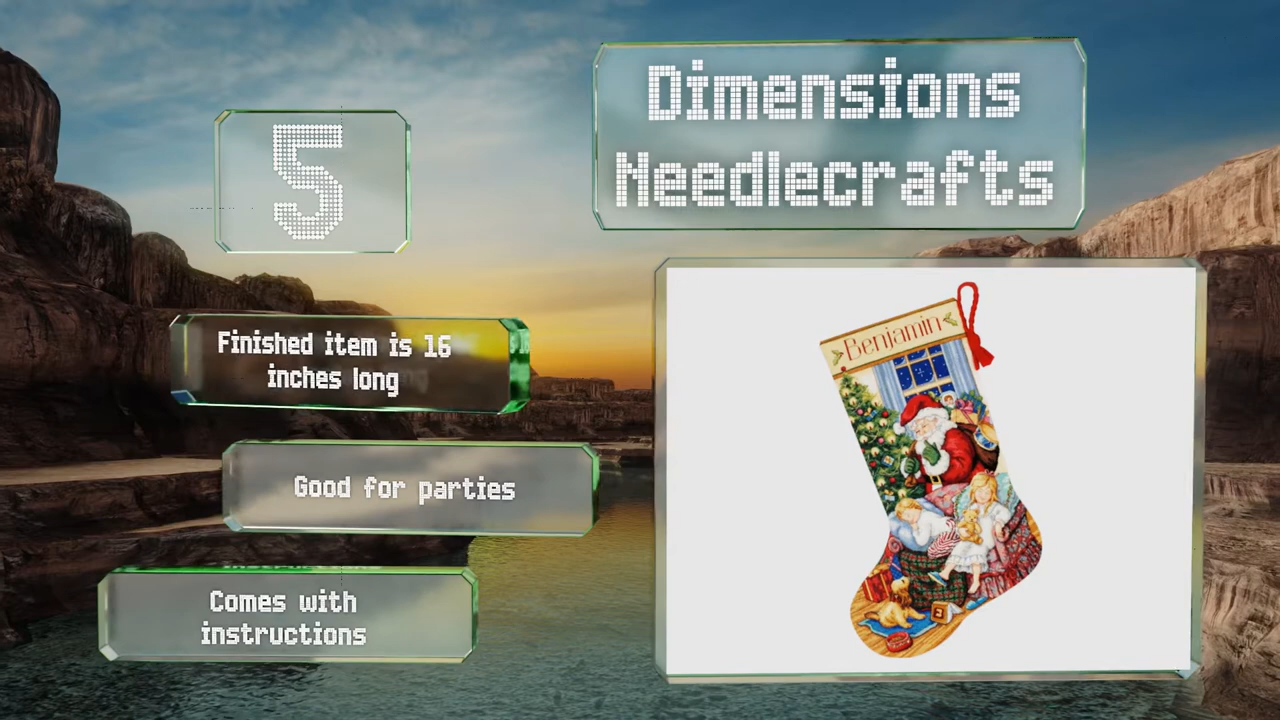 5
Dimensions
Needlecrafts
Finished item is 16
inches long
Good for parties
Comes with
instructions
Benjamin